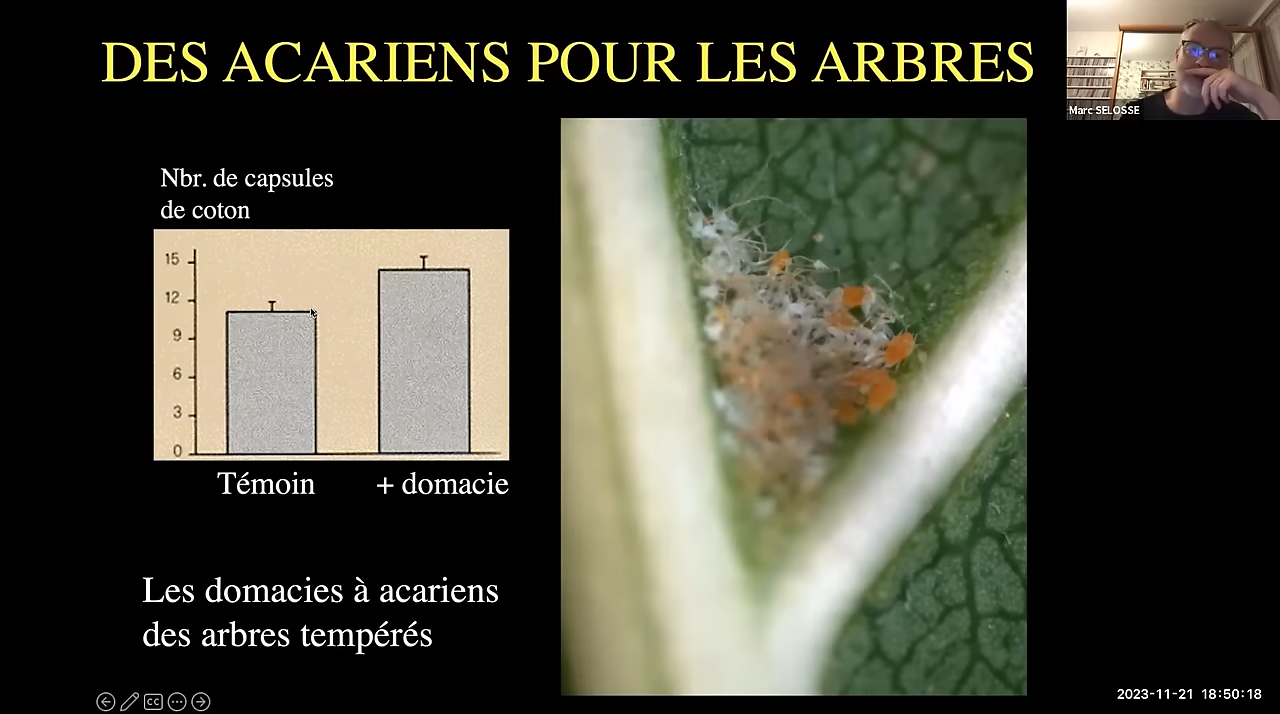 DES ACARIENS POUR LES ARBRES
Marc SELOSSE
Nbr. de capsules
de coton
15
12
9
6
3
0
Témoin + domacie
Les domacies à acariens
des arbres tempérés
CC
2023-11-21 18:50:18